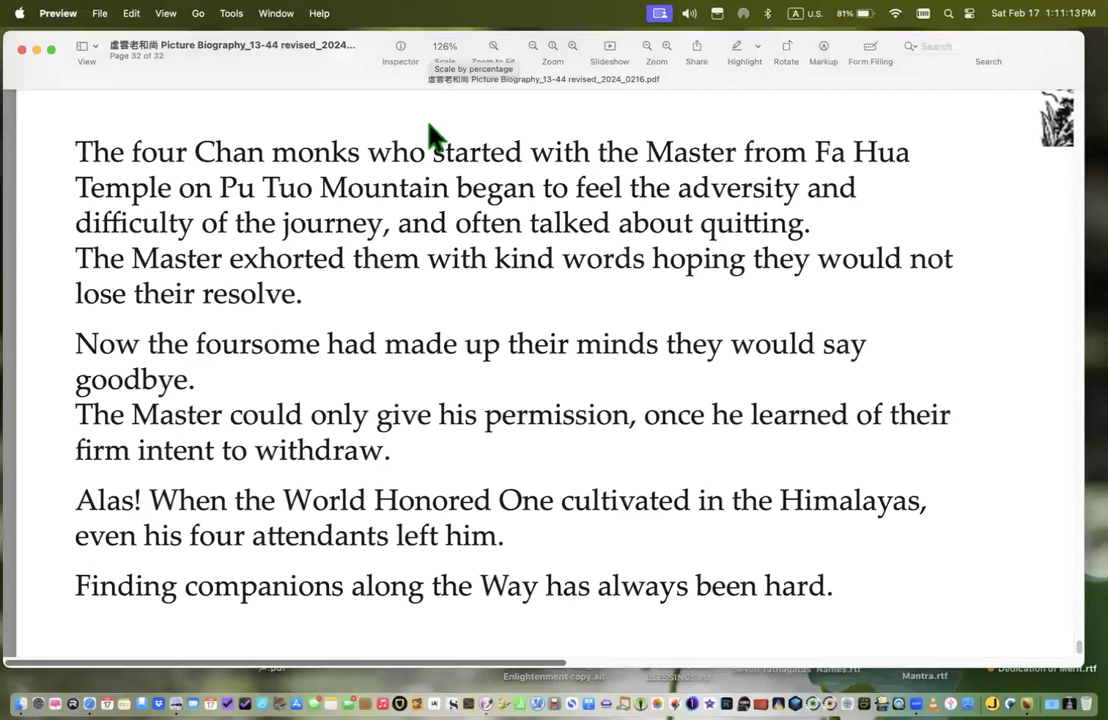 Preview File Edit View Go Tools Window Help U.S. 81% Sat Feb 17 1:11:13 PM
虛雲老和尚 Picture Biography_13-44 revised_2024...
Page 32 of 32
126%
Search
View Inspector Scale Zoom to Fit Zoom Slideshow Zoom Share Highlight Rotate Markup Form Filling Search
Scale by percentage
虛雲老和尚 Picture Biography_13-44 revised_2024_0216.pdf
The four Chan monks who started with the Master from Fa Hua
Temple on Pu Tuo Mountain began to feel the adversity and
difficulty of the journey, and often talked about quitting.
The Master exhorted them with kind words hoping they would not
lose their resolve.
Now the foursome had made up their minds they would say
goodbye.
The Master could only give his permission, once he learned of their
firm intent to withdraw.
Alas! When the World Honored One cultivated in the Himalayas,
even his four attendants left him.
Finding companions along the Way has always been hard.
Enlightenment copy.aif
Mantra.rtf